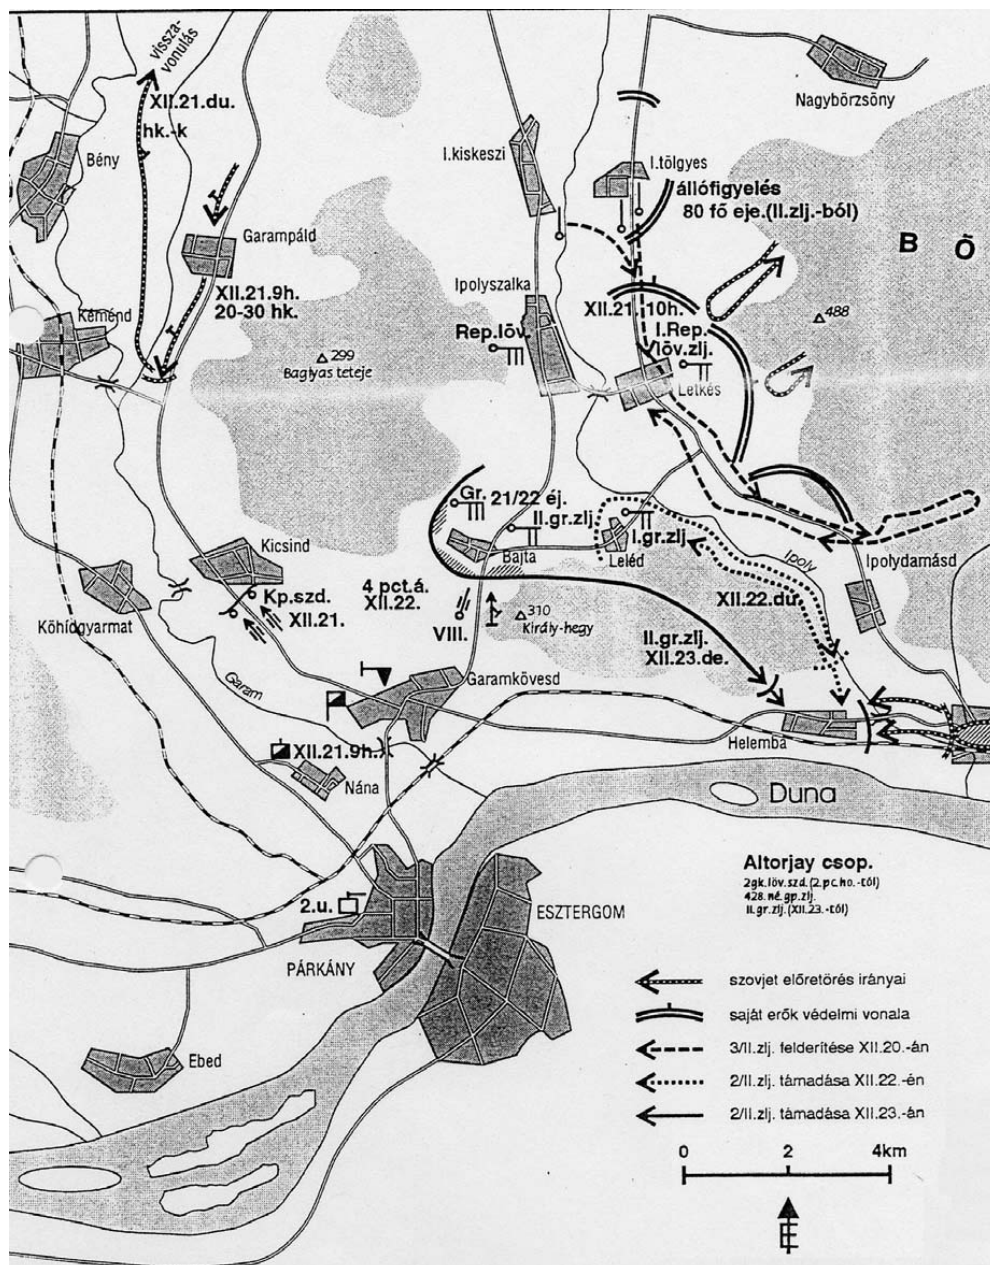 vissza-
vonulás
XII.21.du.
hk.-k
Bény
Nagybörzsöny
I.kiskeszi
I.tölgyes
állófigyelés
80 fő eje.(II.zlj.-ból)
Garampáld
B Ö
XII.21.9h.
20-30 hk.
Ipolyszalka
XII.21. 10h.
488
Kéménd
Rep.löv.
I.Rep.
löv.zlj.
299
Baglyas teteje
Letkés
Gr. 21/22 éj.
II.gr.zlj.
I.gr.zlj.
Kicsind
Bajta
Leléd
Ipoly
Ipolydamásd
Kp.szd.
XII.21.
4 pct.á.
XII.22.
XII.22.du.
Kőhídgyarmat
VIII.
310
Király-hegy
II.gr.zlj.
XII.23.de.
Garam
Garamkövesd
Helemba
XII.21.9h.
Nána
Duna
Altorjay csop.
2gk.löv.szd.(2.pc.ho.-tól)
428.né.gp.zlj.
II.gr.zlj.(XII.23.-tól)
2.u.
ESZTERGOM
PÁRKÁNY
szovjet előretörés irányai
saját erők védelmi vonala
3/II.zlj. felderítése XII.20.-án
Ebed
2/II.zlj. támadása XII.22.-én
2/II.zlj. támadása XII.23.-án
0 2 4km
É